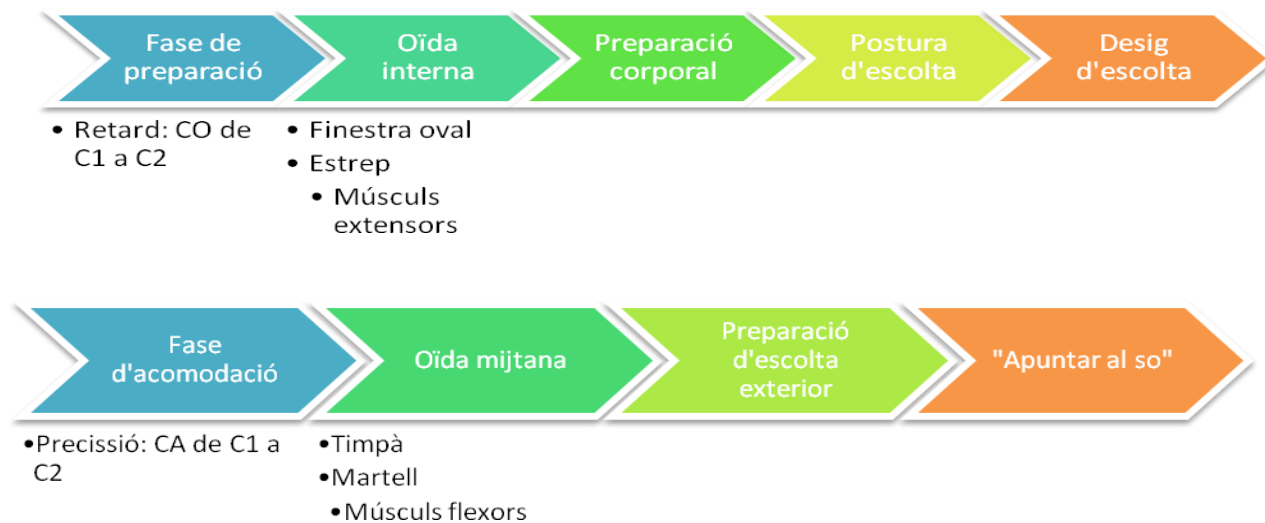 Fase de
preparació
Oïda
interna
Preparació
corporal
Postura
d'escolta
Desig
d'escolta
• Retard: CO de
C1 a C2
• Finestra oval
• Estrep
• Músculs
extensors
Fase
d'acomodació
Oïda mijtana
Preparació
d'escolta
exterior
"Apuntar al so"
•Precissió: CA de C1 a
C2
•Timpà
•Martell
•Músculs flexors